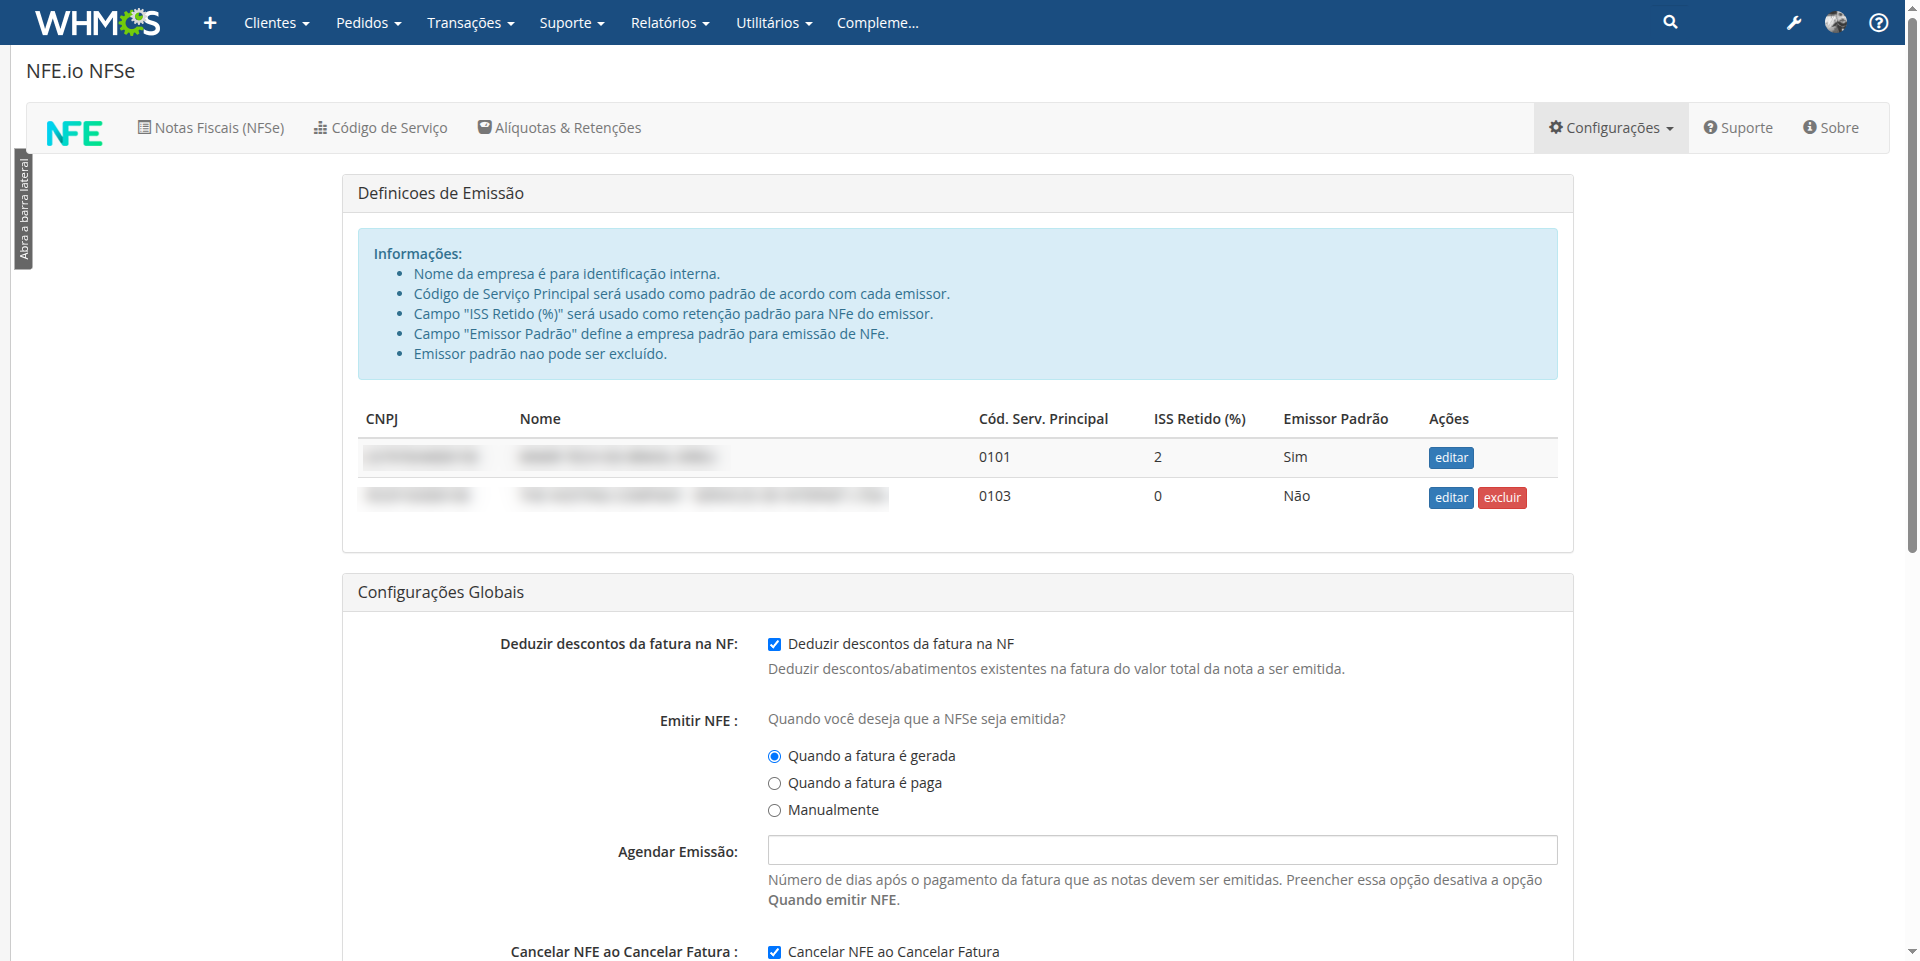 WHMCS
Clientes Pedidos Transações Suporte Relatórios Utilitários Compleme...
NFE.io NFSe
NFE Notas Fiscais (NFSe) Código de Serviço Alíquotas & Retenções Configurações Suporte Sobre
Abra a barra lateral
Definicoes de Emissão
Informações:
Nome da empresa é para identificação interna.
Código de Serviço Principal será usado como padrão de acordo com cada emissor.
Campo "ISS Retido (%)" será usado como retenção padrão para NFe do emissor.
Campo "Emissor Padrão" define a empresa padrão para emissão de NFe.
Emissor padrão nao pode ser excluído.
CNPJ Nome Cód. Serv. Principal ISS Retido (%) Emissor Padrão Ações
0101 2 Sim editar
0103 0 Não editar excluir
Configurações Globais
Deduzir descontos da fatura na NF: Deduzir descontos da fatura na NF
Deduzir descontos/abatimentos existentes na fatura do valor total da nota a ser emitida.
Emitir NFE : Quando você deseja que a NFSe seja emitida?
Quando a fatura é gerada
Quando a fatura é paga
Manualmente
Agendar Emissão:
Número de dias após o pagamento da fatura que as notas devem ser emitidas. Preencher essa opção desativa a opção
Quando emitir NFE.
Cancelar NFE ao Cancelar Fatura : Cancelar NFE ao Cancelar Fatura